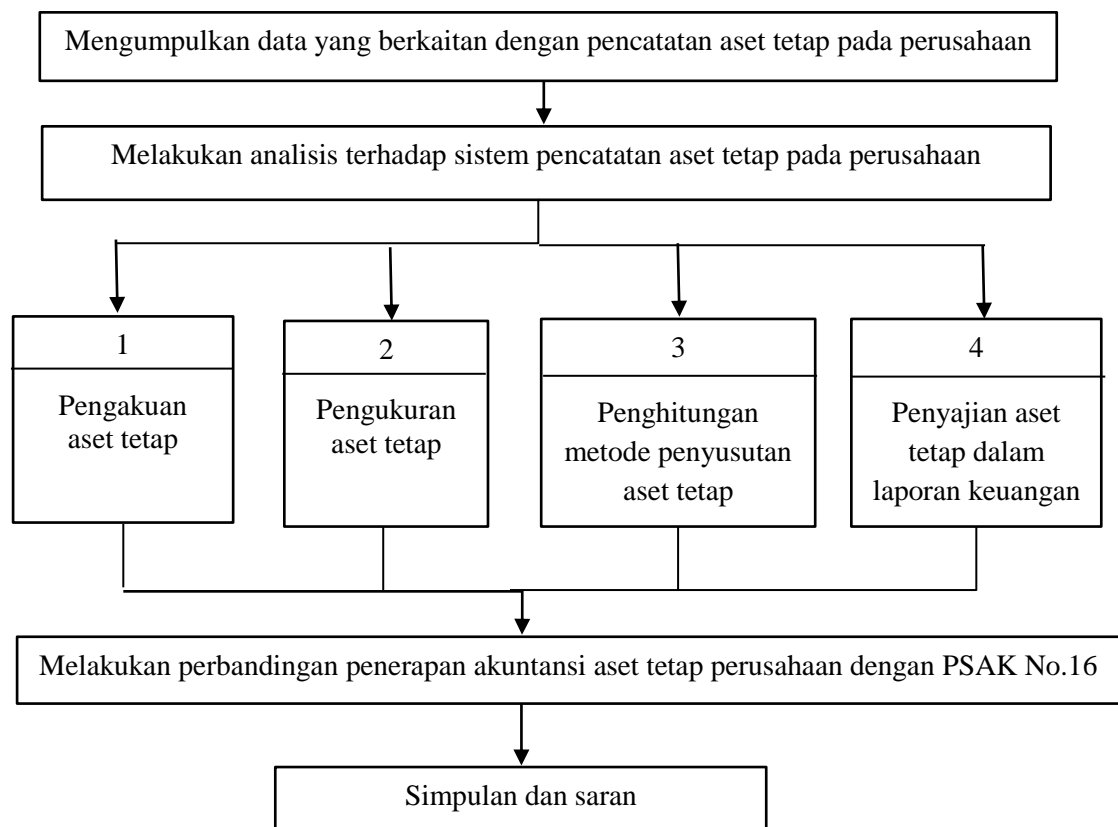 Mengumpulkan data yang berkaitan dengan pencatatan aset tetap pada perusahaan
Melakukan analisis terhadap sistem pencatatan aset tetap pada perusahaan
1
Pengakuan
aset tetap
2
Pengukuran
aset tetap
3
Penghitungan
metode penyusutan
aset tetap
4
Penyajian aset
tetap dalam
laporan keuangan
Melakukan perbandingan penerapan akuntansi aset tetap perusahaan dengan PSAK No.16
Simpulan dan saran